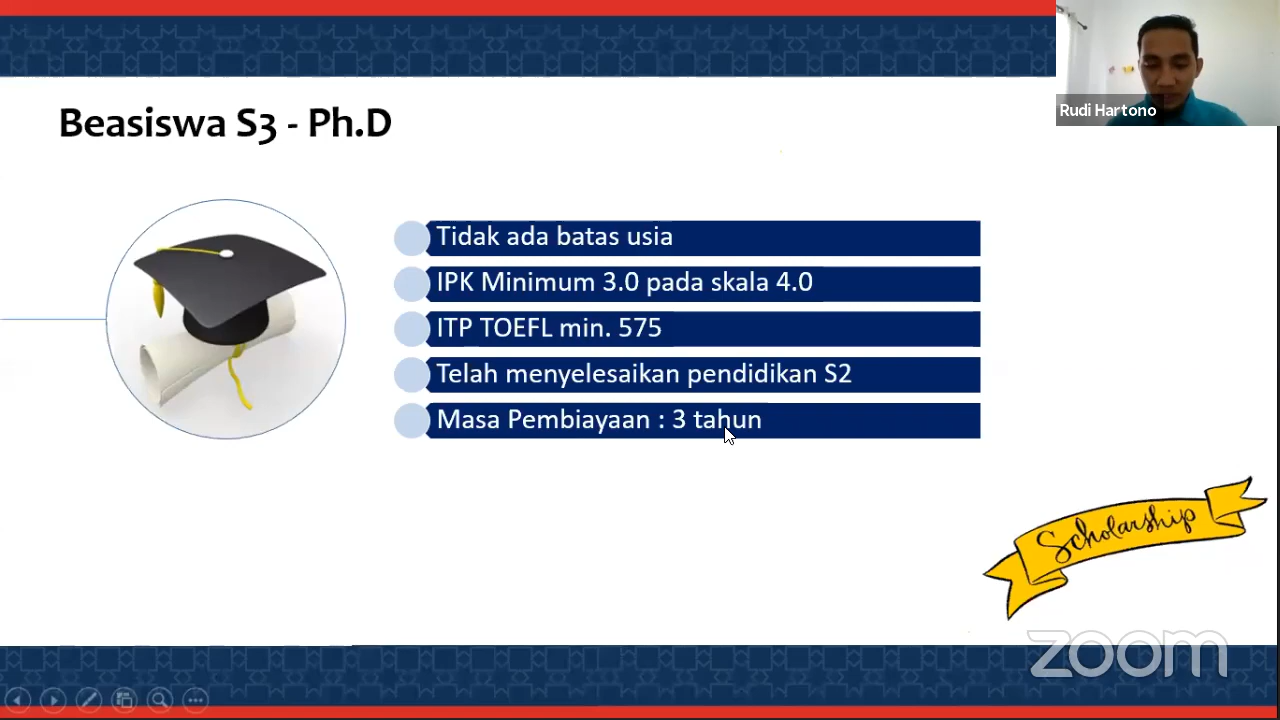 Beasiswa S3 - Ph.D
Rudi Hartono
Tidak ada batas usia
IPK Minimum 3.0 pada skala 4.0
ITP TOEFL min. 575
Telah menyelesaikan pendidikan S2
Masa Pembiayaan : 3 tahun
Scholarship
zoom